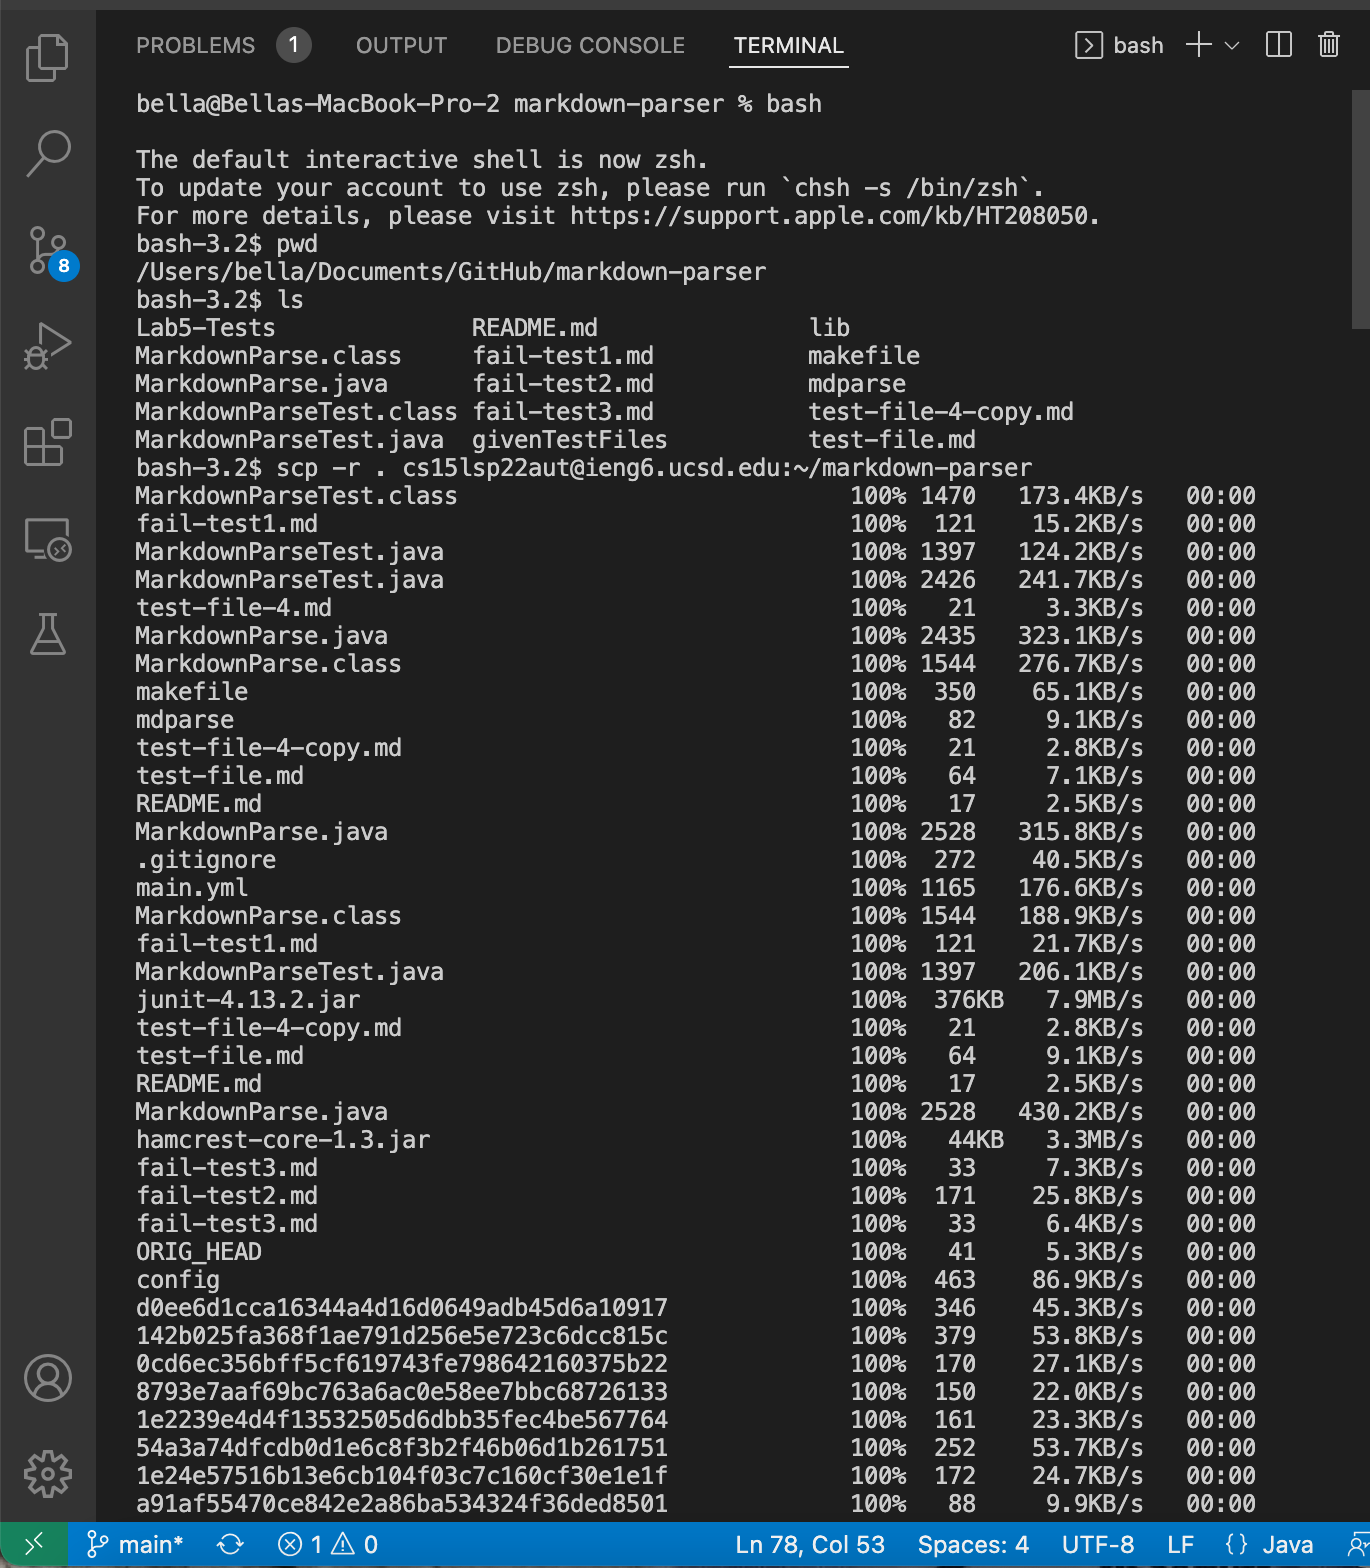 PROBLEMS 1 OUTPUT DEBUG CONSOLE TERMINAL bash
bella@Bellas-MacBook-Pro-2 markdown-parser % bash
The default interactive shell is now zsh.
To update your account to use zsh, please run `chsh -s /bin/zsh`.
For more details, please visit https://support.apple.com/kb/HT208050.
bash-3.2$ pwd
/Users/bella/Documents/GitHub/markdown-parser
bash-3.2$ ls
Lab5-Tests README.md lib
MarkdownParse.class fail-test1.md makefile
MarkdownParse.java fail-test2.md mdparse
MarkdownParseTest.class fail-test3.md test-file-4-copy.md
MarkdownParseTest.java givenTestFiles test-file.md
bash-3.2$ scp -r . cs15lsp22aut@ieng6.ucsd.edu:~/markdown-parser
MarkdownParseTest.class 100% 1470 173.4KB/s 00:00
fail-test1.md 100% 121 15.2KB/s 00:00
MarkdownParseTest.java 100% 1397 124.2KB/s 00:00
MarkdownParseTest.java 100% 2426 241.7KB/s 00:00
test-file-4.md 100% 21 3.3KB/s 00:00
MarkdownParse.java 100% 2435 323.1KB/s 00:00
MarkdownParse.class 100% 1544 276.7KB/s 00:00
makefile 100% 350 65.1KB/s 00:00
mdparse 100% 82 9.1KB/s 00:00
test-file-4-copy.md 100% 21 2.8KB/s 00:00
test-file.md 100% 64 7.1KB/s 00:00
README.md 100% 17 2.5KB/s 00:00
MarkdownParse.java 100% 2528 315.8KB/s 00:00
.gitignore 100% 272 40.5KB/s 00:00
main.yml 100% 1165 176.6KB/s 00:00
MarkdownParse.class 100% 1544 188.9KB/s 00:00
fail-test1.md 100% 121 21.7KB/s 00:00
MarkdownParseTest.java 100% 1397 206.1KB/s 00:00
junit-4.13.2.jar 100% 376KB 7.9MB/s 00:00
test-file-4-copy.md 100% 21 2.8KB/s 00:00
test-file.md 100% 64 9.1KB/s 00:00
README.md 100% 17 2.5KB/s 00:00
MarkdownParse.java 100% 2528 430.2KB/s 00:00
hamcrest-core-1.3.jar 100% 44KB 3.3MB/s 00:00
fail-test3.md 100% 33 7.3KB/s 00:00
fail-test2.md 100% 171 25.8KB/s 00:00
fail-test3.md 100% 33 6.4KB/s 00:00
ORIG_HEAD 100% 41 5.3KB/s 00:00
config 100% 463 86.9KB/s 00:00
d0ee6d1cca16344a4d16d0649adb45d6a10917 100% 346 45.3KB/s 00:00
142b025fa368f1ae791d256e5e723c6dcc815c 100% 379 53.8KB/s 00:00
0cd6ec356bff5cf619743fe798642160375b22 100% 170 27.1KB/s 00:00
8793e7aaf69bc763a6ac0e58ee7bbc68726133 100% 150 22.0KB/s 00:00
1e2239e4d4f13532505d6dbb35fec4be567764 100% 161 23.3KB/s 00:00
54a3a74dfcdb0d1e6c8f3b2f46b06d1b261751 100% 252 53.7KB/s 00:00
1e24e57516b13e6cb104f03c7c160cf30e1e1f 100% 172 24.7KB/s 00:00
a91af55470ce842e2a86ba534324f36ded8501 100% 88 9.9KB/s 00:00
8
main* 1 0 Ln 78, Col 53 Spaces: 4 UTF-8 LF {} Java